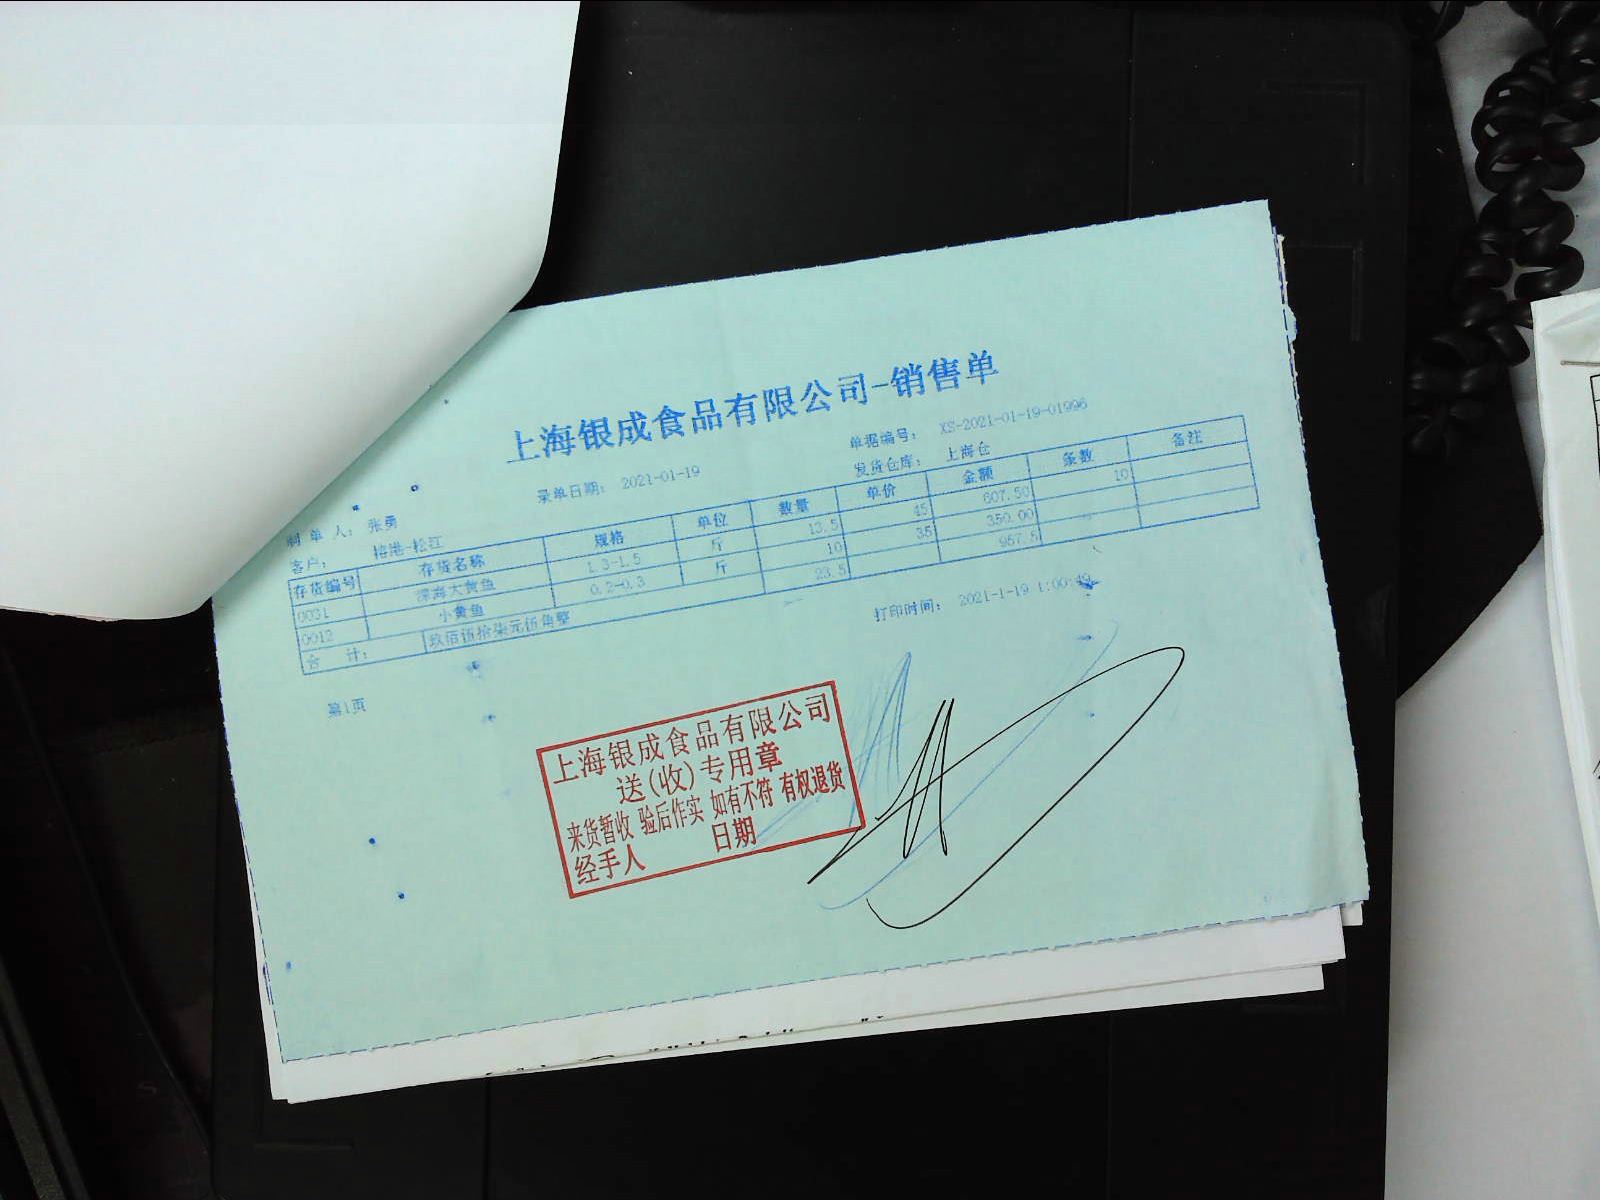 上海银成食品有限公司-销售单
单据编号： XS-2021-01-19-01996
制单人： 张勇 录单日期： 2021-01-19 发货仓库： 上海仓
客户： 榕港-松江
存货编号 存货名称 规格 单位 数量 单价 金额 条数 备注
0031 深海大黄鱼 1.3-1.5 斤 13.5 45 607.50 10
0012 小黄鱼 0.2-0.3 斤 10 35 350.00
合 计： 玖佰伍拾柒元伍角整 23.5 957.5
第1页 打印时间： 2021-1-19 1:00:49
上海银成食品有限公司
送(收)专用章
来货暂收 验后作实 如有不符 有权退货
经手人 日期